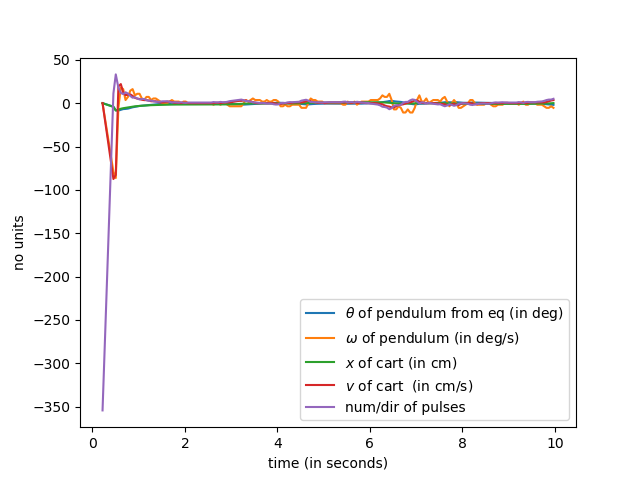 50
0
−50
−100
−150
−200
−250
−300
−350
no units
0
2
4
6
8
10
time (in seconds)
θ of pendulum from eq (in deg)
ω of pendulum (in deg/s)
x of cart (in cm)
v of cart (in cm/s)
num/dir of pulses